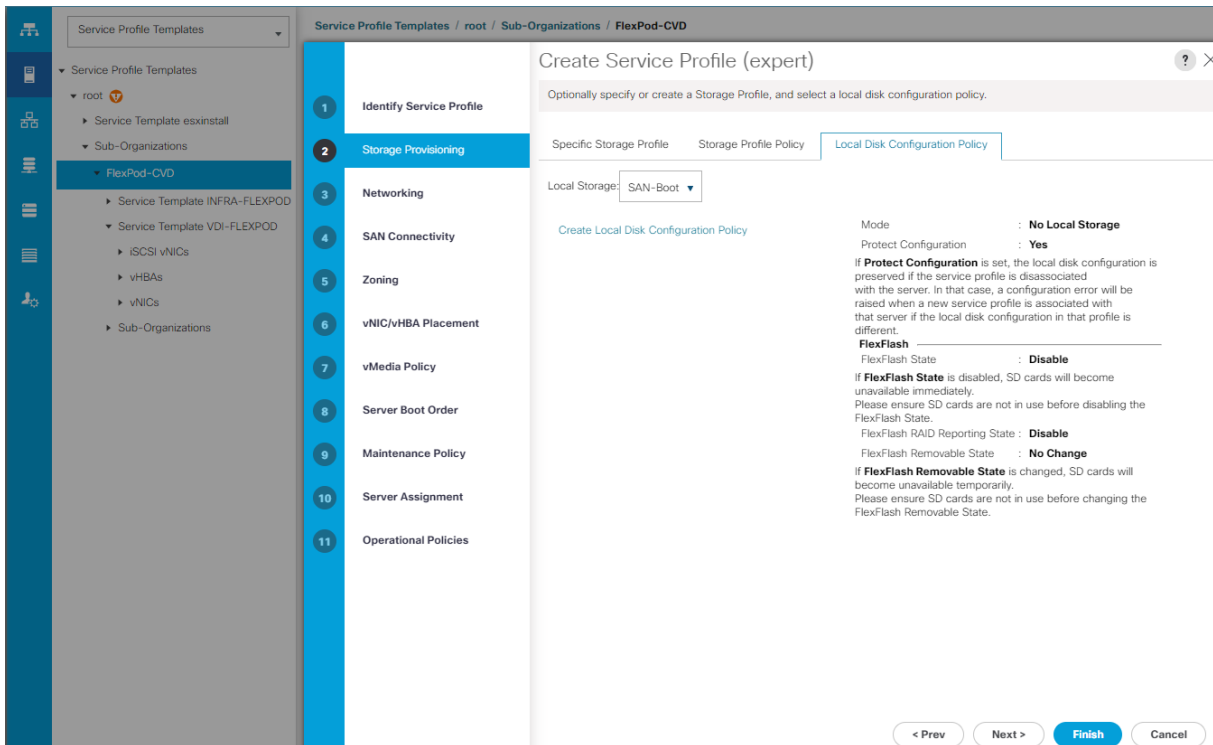 Service Profile Templates
Service Profile Templates / root / Sub-Organizations / FlexPod-CVD
Service Profile Templates
root
Service Template esxinstall
Sub-Organizations
FlexPod-CVD
Service Template INFRA-FLEXPOD
Service Template VDI-FLEXPOD
iSCSI vNICs
vHBAs
vNICs
Sub-Organizations
1 Identify Service Profile
2 Storage Provisioning
3 Networking
4 SAN Connectivity
5 Zoning
6 vNIC/vHBA Placement
7 vMedia Policy
8 Server Boot Order
9 Maintenance Policy
10 Server Assignment
11 Operational Policies
Create Service Profile (expert)
? ×
Optionally specify or create a Storage Profile, and select a local disk configuration policy.
Specific Storage Profile Storage Profile Policy Local Disk Configuration Policy
Local Storage: SAN-Boot
Create Local Disk Configuration Policy
Mode : No Local Storage
Protect Configuration : Yes
If Protect Configuration is set, the local disk configuration is
preserved if the service profile is disassociated
with the server. In that case, a configuration error will be
raised when a new service profile is associated with
that server if the local disk configuration in that profile is
different.
FlexFlash
FlexFlash State : Disable
If FlexFlash State is disabled, SD cards will become
unavailable immediately.
Please ensure SD cards are not in use before disabling the
FlexFlash State.
FlexFlash RAID Reporting State : Disable
FlexFlash Removable State : No Change
If FlexFlash Removable State is changed, SD cards will
become unavailable temporarily.
Please ensure SD cards are not in use before changing the
FlexFlash Removable State.
< Prev Next > Finish Cancel